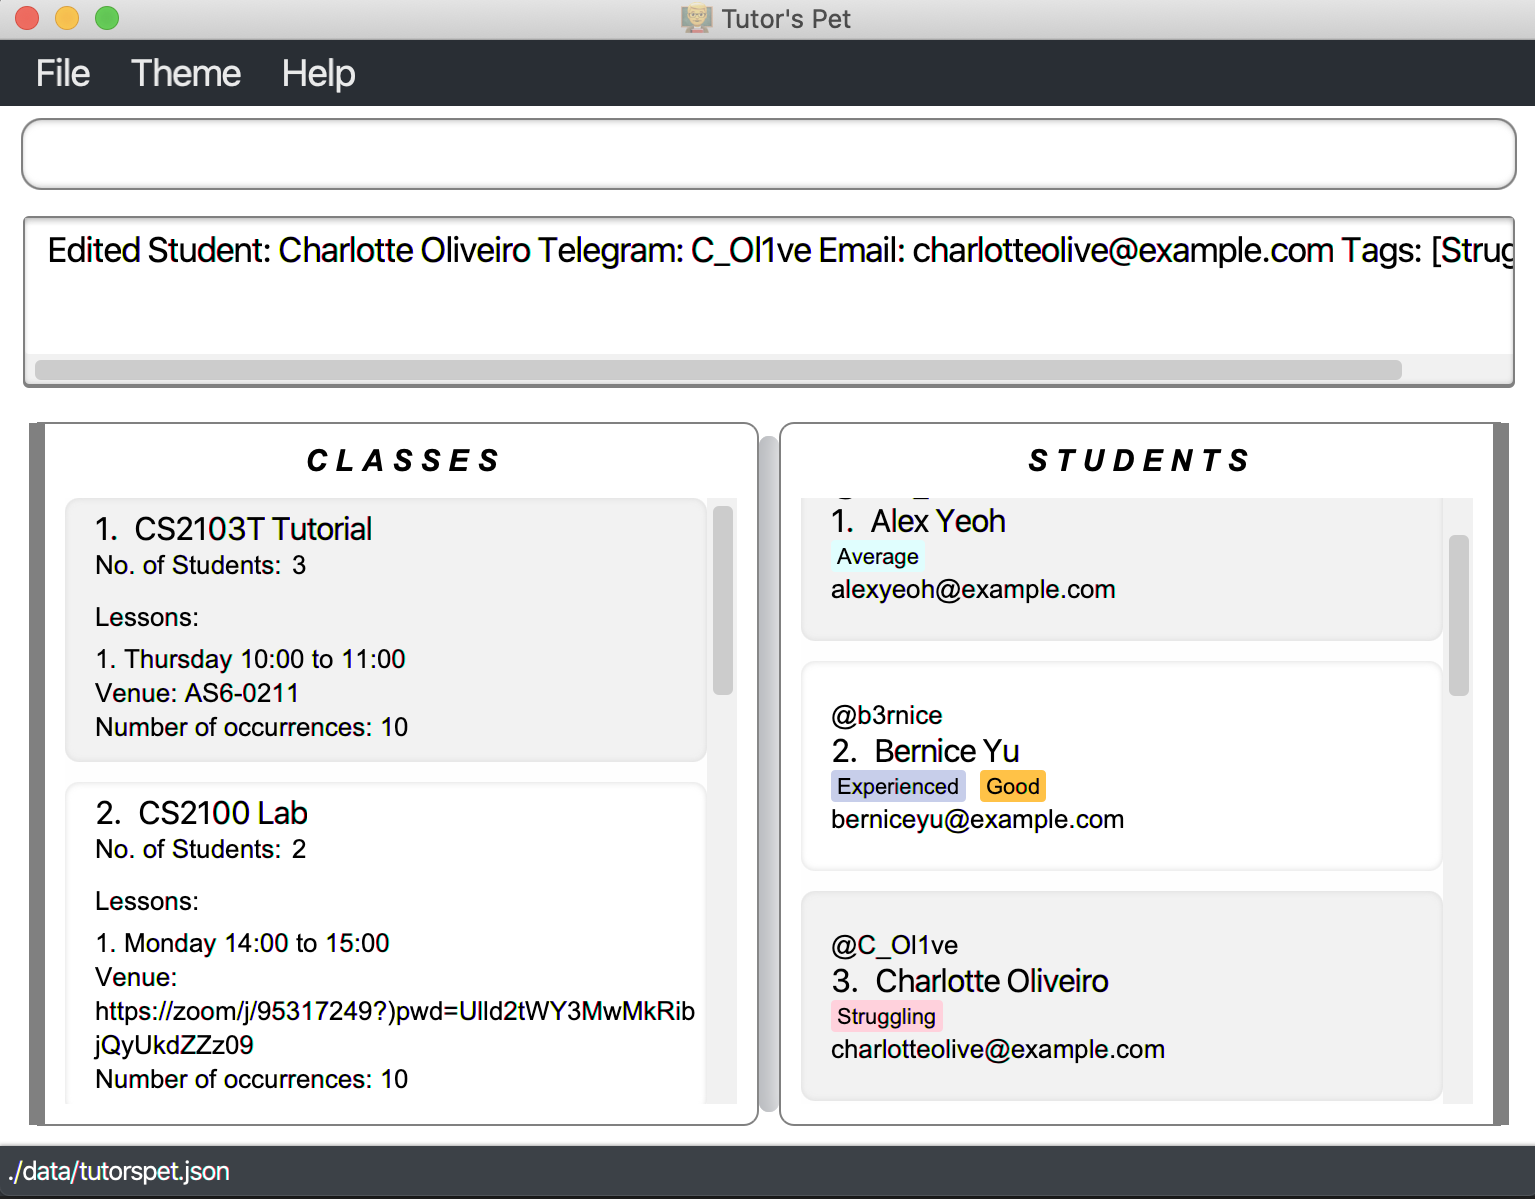 Tutor's Pet
File Theme Help
Edited Student: Charlotte Oliveiro Telegram: C_Ol1ve Email: charlotteolive@example.com Tags: [Strug
CLASSES
1. CS2103T Tutorial
No. of Students: 3
Lessons:
1. Thursday 10:00 to 11:00
Venue: AS6-0211
Number of occurrences: 10
2. CS2100 Lab
No. of Students: 2
Lessons:
1. Monday 14:00 to 15:00
Venue:
https://zoom/j/95317249?)pwd=Ulld2tWY3MwMkRib
jQyUkdZZz09
Number of occurrences: 10
STUDENTS
1. Alex Yeoh
Average
alexyeoh@example.com
@b3rnice
2. Bernice Yu
Experienced Good
berniceyu@example.com
@C_Ol1ve
3. Charlotte Oliveiro
Struggling
charlotteolive@example.com
./data/tutorspet.json